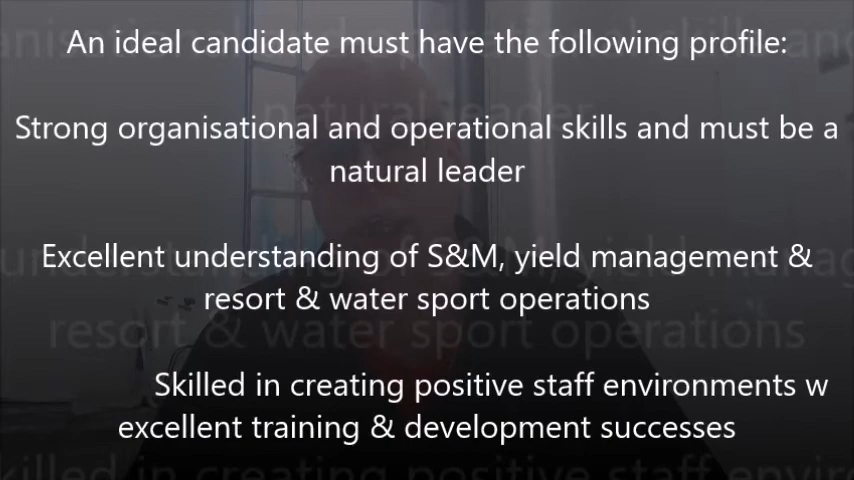 An ideal candidate must have the following profile:
Strong organisational and operational skills and must be a
natural leader
Excellent understanding of S&M, yield management &
resort & water sport operations
Skilled in creating positive staff environments w
excellent training & development successes